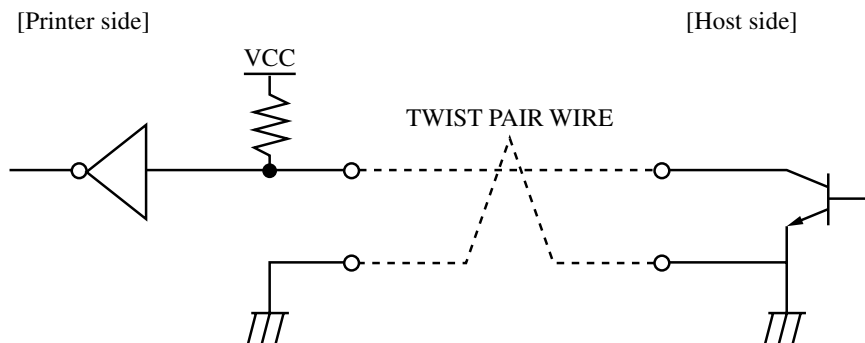 [Printer side]
[Host side]
VCC
TWIST PAIR WIRE